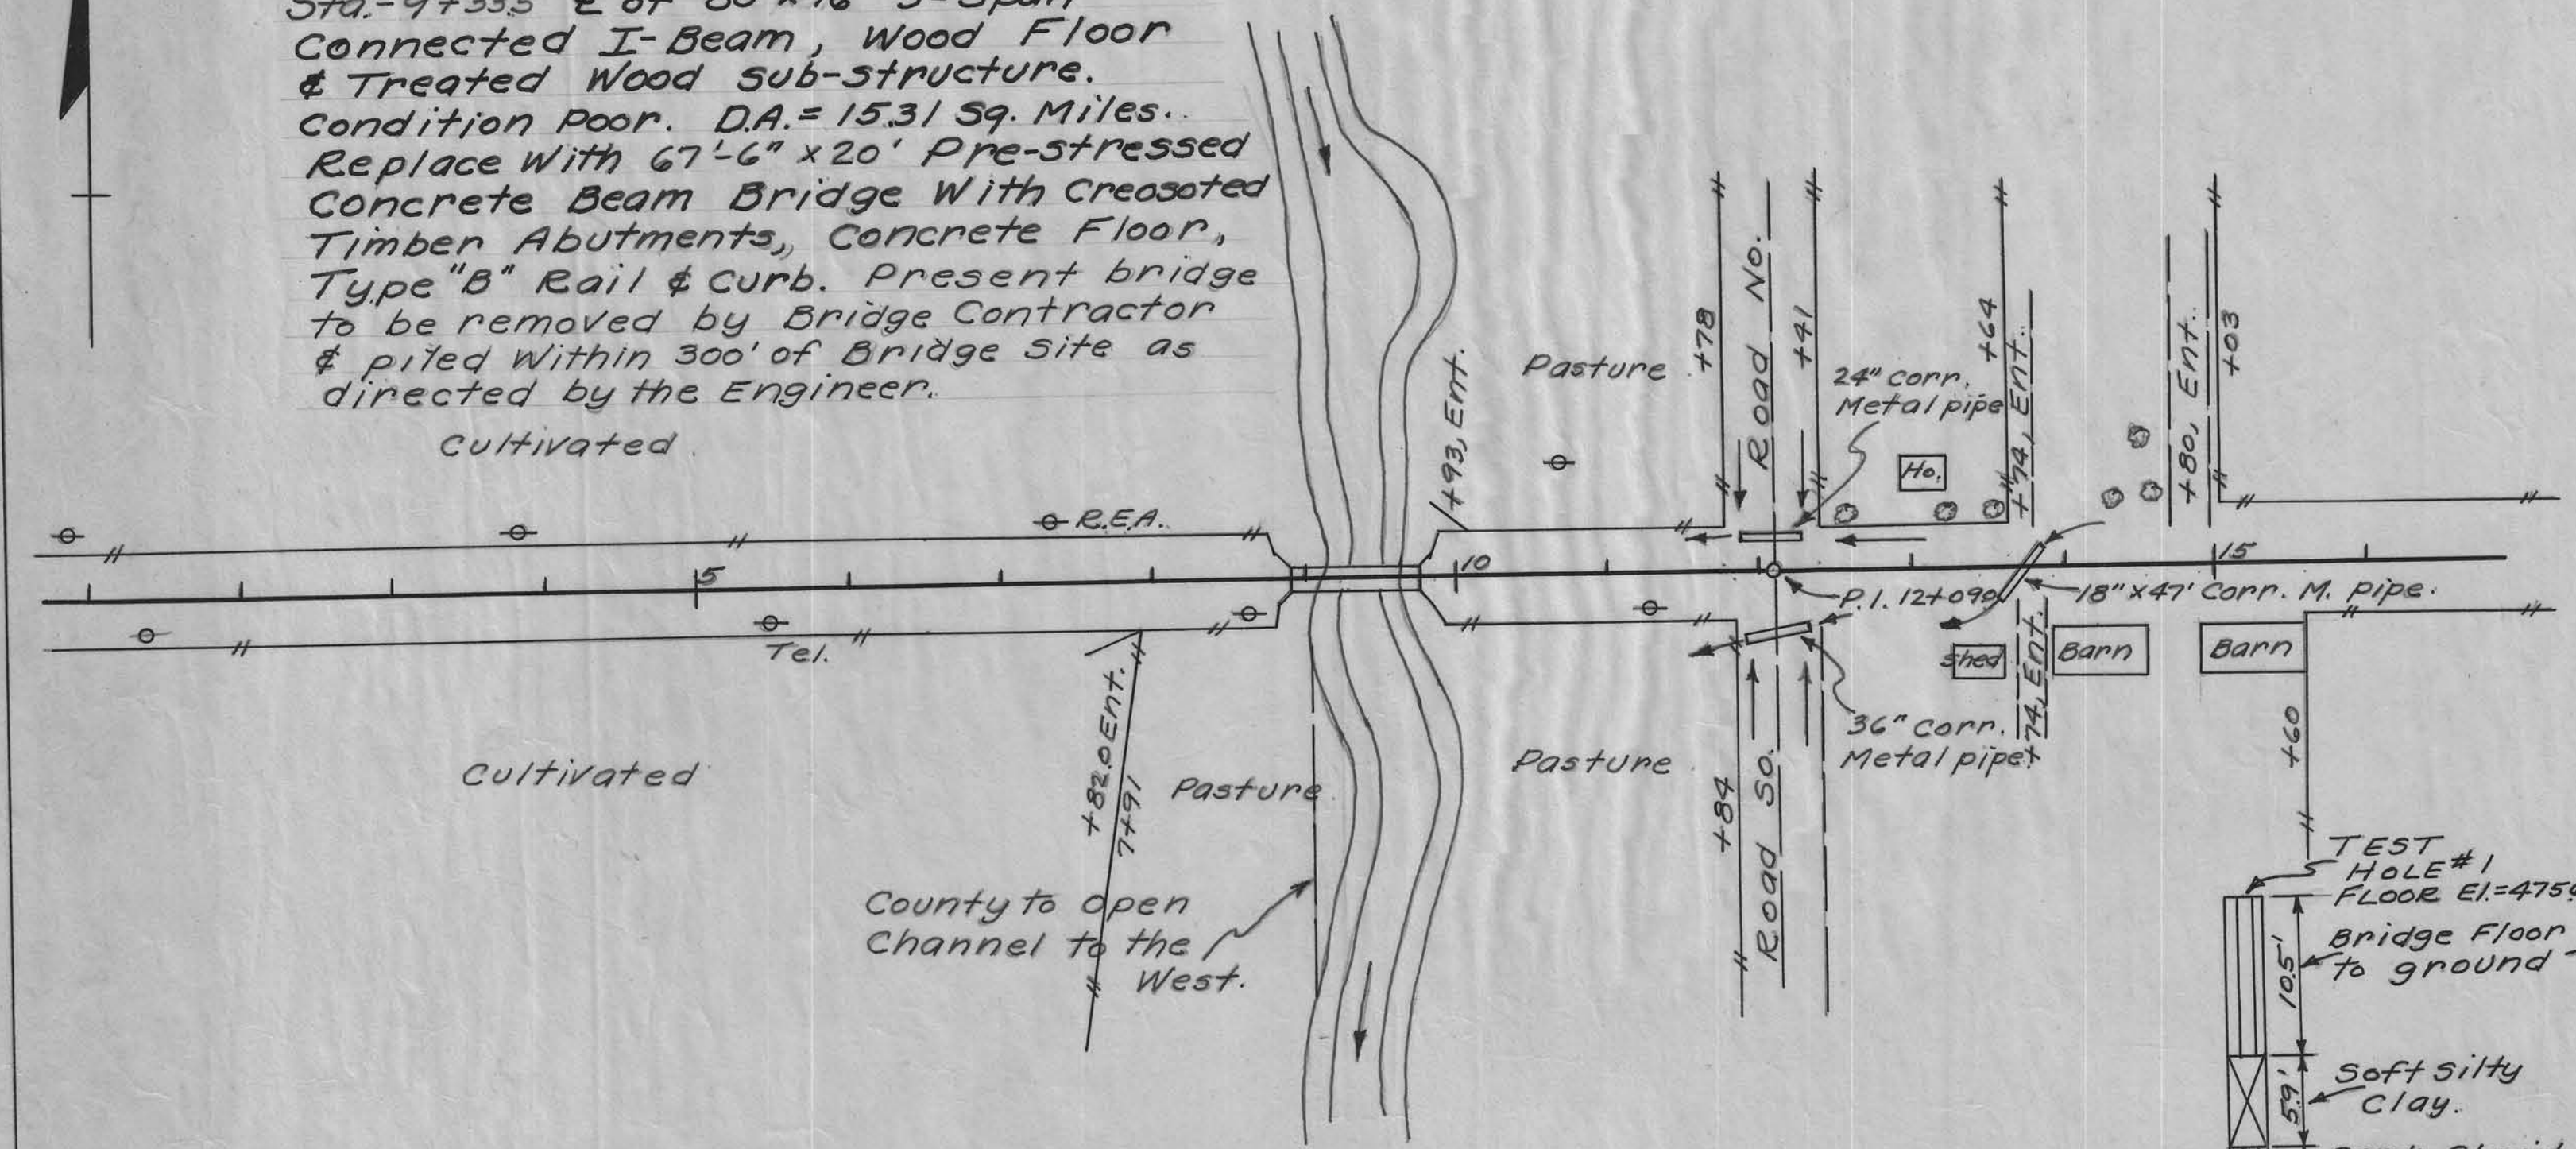 Connected I-Beam, Wood Floor
& Treated Wood sub-structure.
Condition Poor. D.A. = 15.31 Sq. Miles.
Replace With 67'-6" x 20' Pre-stressed
Concrete Beam Bridge With Creosoted
Timber Abutments, Concrete Floor,
Type "B" Rail & Curb. Present bridge
to be removed by Bridge Contractor
& piled Within 300' of Bridge Site as
directed by the Engineer.
Cultivated
R.E.A.
5
Tel.
Cultivated
+82.0 Ent.
7+91
Pasture
County to open
Channel to the
West.
+93, Ent.
10
Pasture
+78
Road No.
+41
24" Corr.
Metal pipe
Ho.
+64
+74, Ent.
+80, Ent.
+03
15
P.I. 12+090
18" x 47' Corr. M. Pipe.
Shed
+74, Ent.
Barn
Barn
36" Corr.
Metal pipe
Pasture
+84
Road So.
+60
TEST
HOLE #1
FLOOR El.=475
Bridge Floor
to ground
10.5'
Soft silty
Clay.
5.9'